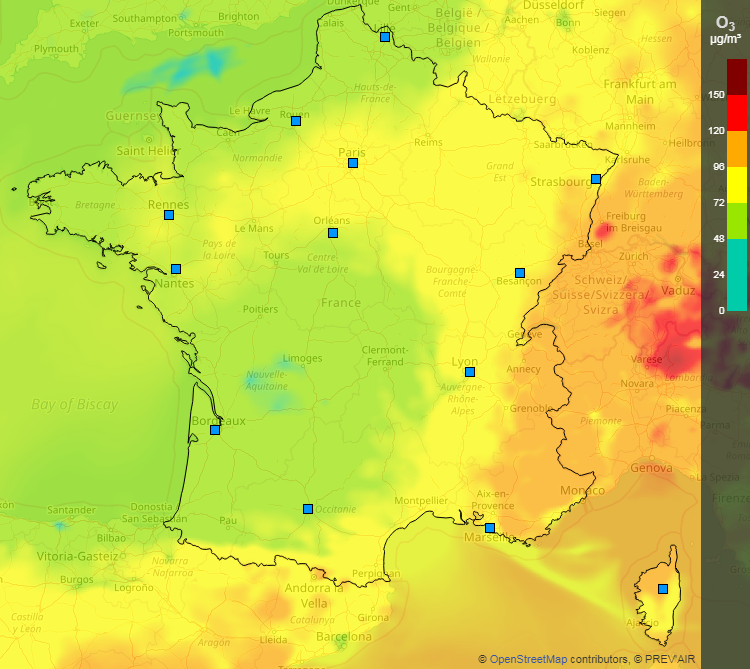 Dunkerque
Gent
Düsseldorf
Southampton
Brighton
België /
Belgique /
Belgien
Aachen
Bonn
Siegen
O₃
µg/m³
Exeter
Portsmouth
Calais
Lille
Hessen
Plymouth
Koblenz
Wallonie
Hauts-de-
France
Frankfurt am
Main
150
Guernsey
Le Havre
Rouen
Lëtzebuerg
Mannheim
120
Caen
Reims
Saarbrücken
Heilbronn
Saint Helier
Normandie
Paris
Grand
Est
Karlsruhe
96
Strasbourg
Baden-
Württemberg
72
Bretagne
Rennes
Le Mans
Orléans
Freiburg
im Breisgau
48
Pays de
la Loire
Tours
Centre-
Val de Loire
Basel
Zürich
24
Nantes
Bourgogne-
Franche-
Comté
Besançon
Schweiz/
Suisse/Svizzera/
Svizra
Vaduz
0
Poitiers
France
Genève
Limoges
Clermont-
Ferrand
Lyon
Annecy
Varese
Nouvelle-
Aquitaine
Auvergne-
Rhône-
Alpes
Novara
Lombardia
Bay of Biscay
Grenoble
Piacenza
Bordeaux
Piemonte
Parma
Genova
La Spezia
Santander
Donostia
San Sebastián
Occitanie
Montpellier
Aix-en-
Provence
Monaco
Firenze
Pau
Marseille
Bilbao
Vitoria-Gasteiz
Navarra
Nafarroa
Burgos
Logroño
Perpignan
Andorra la
Vella
Castilla
y León
Girona
Catalunya
Ajaccio
Aragón
Lleida
Barcelona
Tarragona
© OpenStreetMap contributors, © PREV'AIR